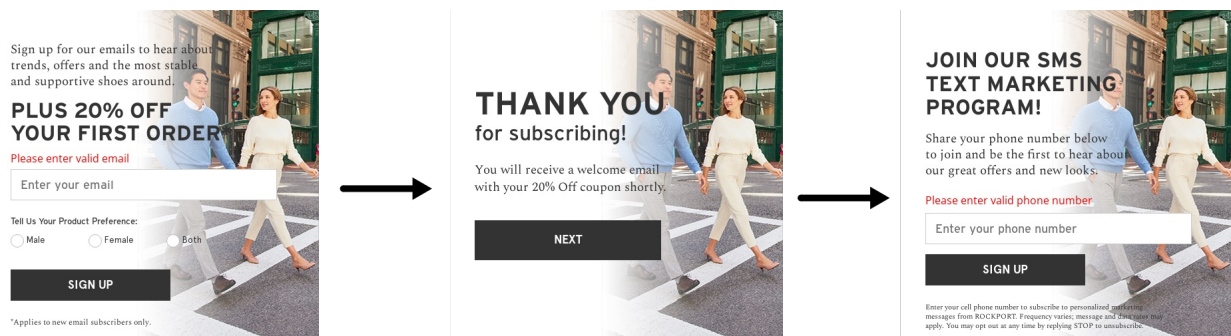 Sign up for our emails to hear about
trends, offers and the most stable
and supportive shoes around.
PLUS 20% OFF
YOUR FIRST ORDER*
Please enter valid email
Enter your email
Tell Us Your Product Preference:
Male Female Both
SIGN UP
*Applies to new email subscribers only.
THANK YOU
for subscribing!
You will receive a welcome email
with your 20% Off coupon shortly.
NEXT
JOIN OUR SMS
TEXT MARKETING
PROGRAM!
Share your phone number below
to join and be the first to hear about
our great offers and new looks.
Please enter valid phone number
Enter your phone number
SIGN UP
Enter your cell phone number to subscribe to personalized marketing
messages from ROCKPORT. Frequency varies; message and data rates may
apply. You may opt out at any time by replying STOP to unsubscribe.